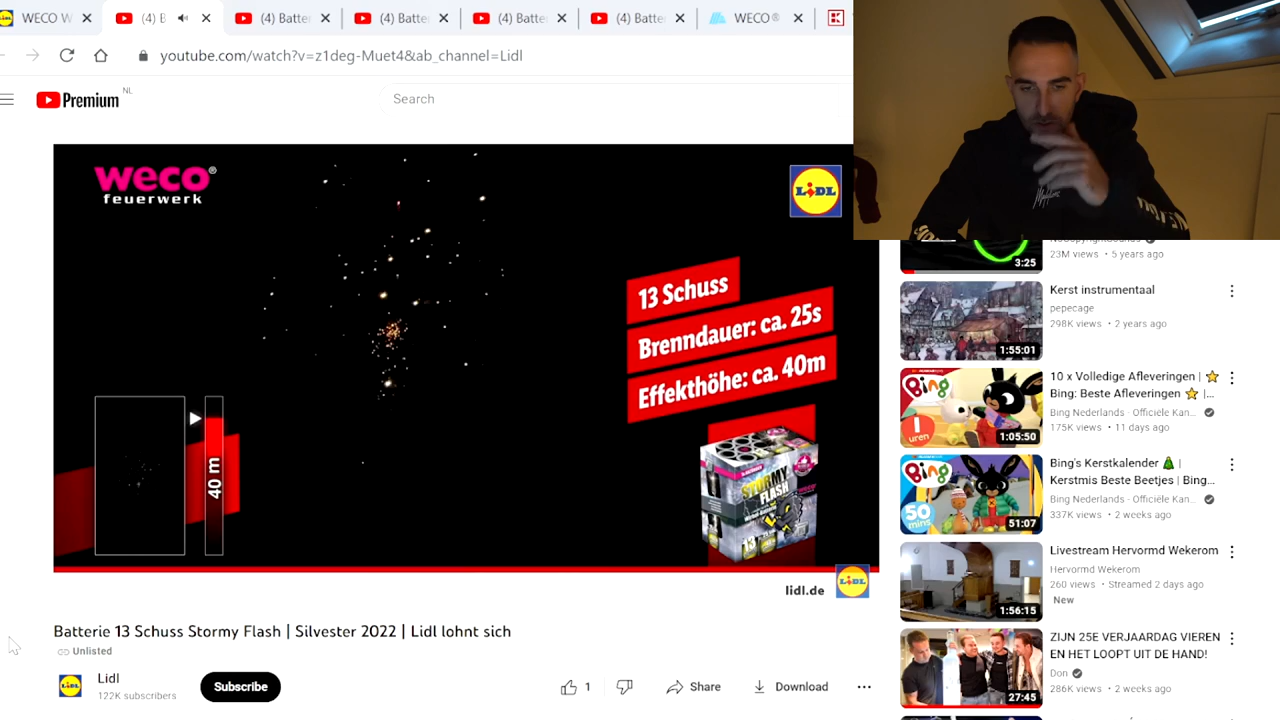 WECO W
(4) B
(4) Batte
(4) Batte
(4) Batte
(4) Batte
WECO®
youtube.com/watch?v=z1deg-Muet4&ab_channel=Lidl
Premium NL
Search
weco®
feuerwerk
LIDL
13 Schuss
Brenndauer: ca. 25s
Effekthöhe: ca. 40m
40 m
STORMY
FLASH
weco
13
lidl.de
LIDL
Batterie 13 Schuss Stormy Flash | Silvester 2022 | Lidl lohnt sich
Unlisted
Lidl
122K subscribers
Subscribe
1
Share
Download
23M views • 5 years ago
3:25
Kerst instrumentaal
pepecage
298K views • 2 years ago
1:55:01
10 x Volledige Afleveringen | ⭐
Bing: Beste Afleveringen ⭐ |...
Bing Nederlands - Officiële Kan...
175K views • 11 days ago
Bing
1
uren
1:05:50
Bing's Kerstkalender 🎄 |
Kerstmis Beste Beetjes | Bing...
Bing Nederlands - Officiële Kan...
337K views • 2 weeks ago
Bing
50
mins
51:07
Livestream Hervormd Wekerom
Hervormd Wekerom
260 views • Streamed 2 days ago
New
1:56:15
ZIJN 25E VERJAARDAG VIEREN
EN HET LOOPT UIT DE HAND!
Don
286K views • 2 weeks ago
27:45